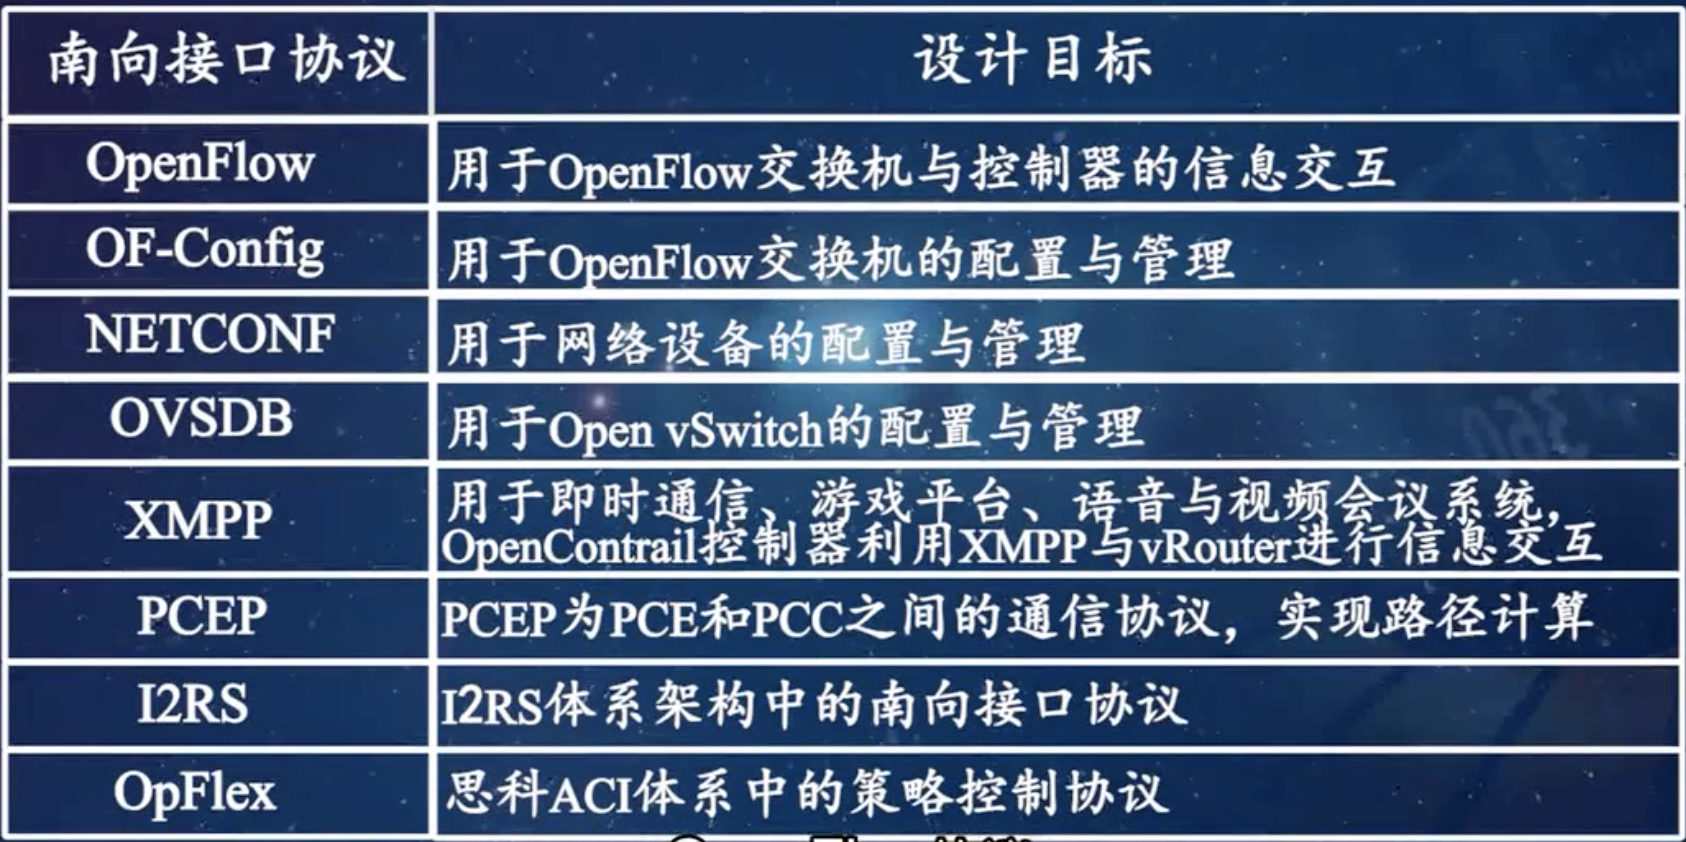 南向接口协议 设计目标
OpenFlow 用于OpenFlow交换机与控制器的信息交互
OF-Config 用于OpenFlow交换机的配置与管理
NETCONF 用于网络设备的配置与管理
OVSDB 用于Open vSwitch的配置与管理
XMPP 用于即时通信、游戏平台、语音与视频会议系统，
OpenContrail控制器利用XMPP与vRouter进行信息交互
PCEP PCEP为PCE和PCC之间的通信协议，实现路径计算
I2RS I2RS体系架构中的南向接口协议
OpFlex 思科ACI体系中的策略控制协议